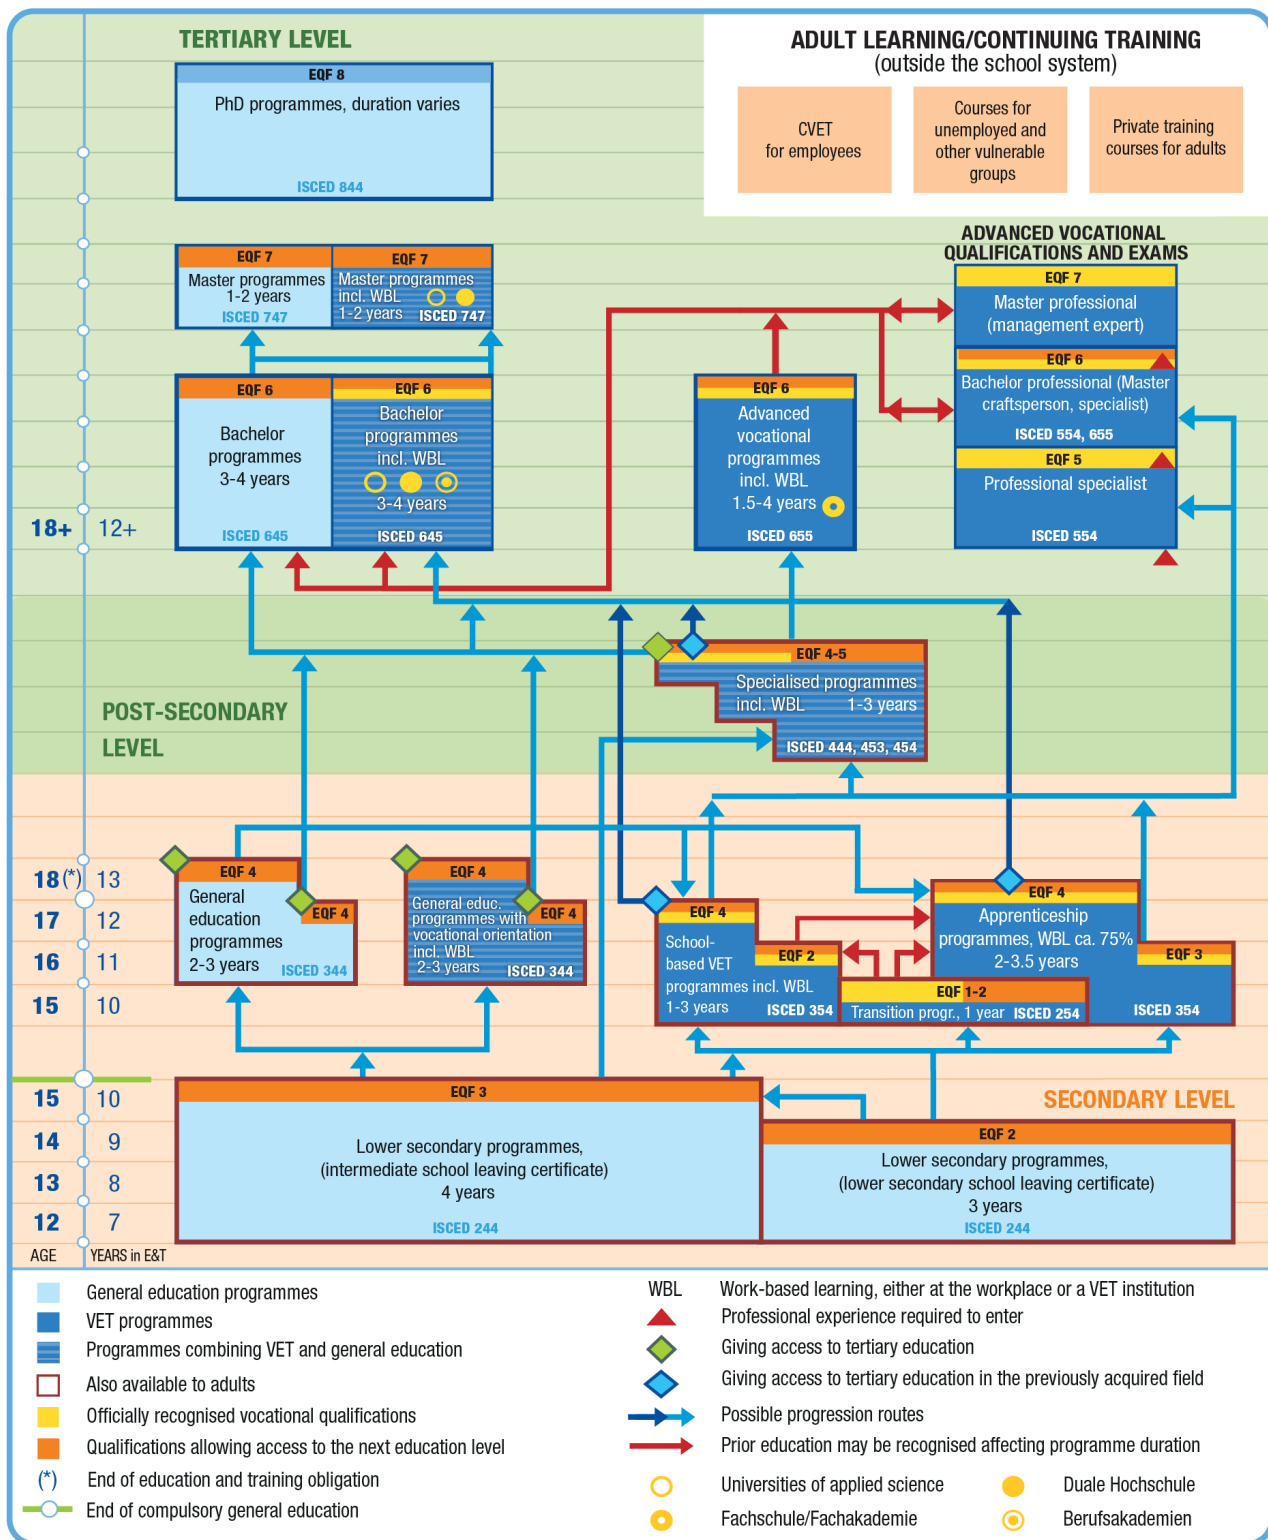 TERTIARY LEVEL
EQF 8
PhD programmes, duration varies
ISCED 844
ADULT LEARNING/CONTINUING TRAINING
(outside the school system)
CVET
for employees
Courses for
unemployed and
other vulnerable
groups
Private training
courses for adults
EQF 7
Master programmes
1-2 years
ISCED 747
EQF 7
Master programmes
incl. WBL
1-2 years
ISCED 747
ADVANCED VOCATIONAL
QUALIFICATIONS AND EXAMS
EQF 7
Master professional
(management expert)
EQF 6
Bachelor professional (Master
craftsperson, specialist)
ISCED 554, 655
EQF 5
Professional specialist
ISCED 554
EQF 6
Bachelor
programmes
3-4 years
ISCED 645
EQF 6
Bachelor
programmes
incl. WBL
3-4 years
ISCED 645
EQF 6
Advanced
vocational
programmes
incl. WBL
1.5-4 years
ISCED 655
18+ 12+
POST-SECONDARY
LEVEL
EQF 4-5
Specialised programmes
incl. WBL 1-3 years
ISCED 444, 453, 454
18 (*) 13
17 12
16 11
15 10
EQF 4
General
education
programmes
2-3 years
EQF 4
ISCED 344
EQF 4
General educ.
programmes with
vocational orientation
incl. WBL
2-3 years
EQF 4
ISCED 344
EQF 4
School-
based VET
programmes incl. WBL
1-3 years
EQF 2
ISCED 354
EQF 4
Apprenticeship
programmes, WBL ca. 75%
2-3.5 years
EQF 3
ISCED 354
EQF 1-2
Transition progr., 1 year ISCED 254
SECONDARY LEVEL
15 10
14 9
13 8
12 7
AGE YEARS in E&T
EQF 3
Lower secondary programmes,
(intermediate school leaving certificate)
4 years
ISCED 244
EQF 2
Lower secondary programmes,
(lower secondary school leaving certificate)
3 years
ISCED 244
General education programmes
VET programmes
Programmes combining VET and general education
Also available to adults
Officially recognised vocational qualifications
Qualifications allowing access to the next education level
(*) End of education and training obligation
End of compulsory general education
WBL Work-based learning, either at the workplace or a VET institution
Professional experience required to enter
Giving access to tertiary education
Giving access to tertiary education in the previously acquired field
Possible progression routes
Prior education may be recognised affecting programme duration
Universities of applied science
Duale Hochschule
Fachschule/Fachakademie
Berufsakademien